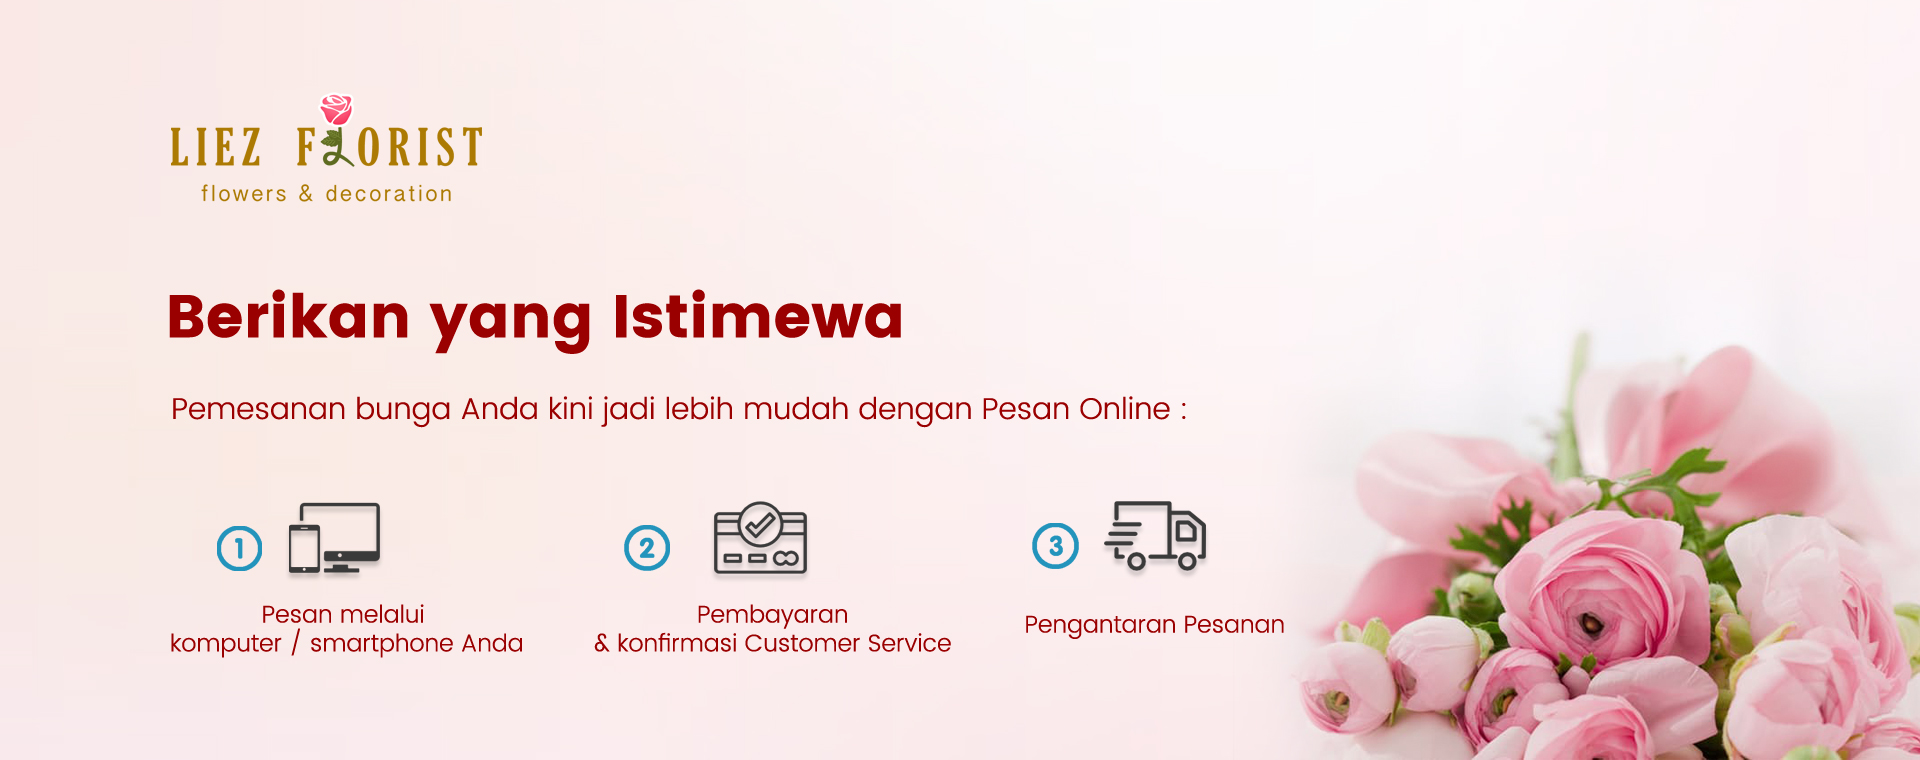 LIEZ FLORIST
flowers & decoration
Berikan yang Istimewa
Pemesanan bunga Anda kini jadi lebih mudah dengan Pesan Online :
1
Pesan melalui
komputer / smartphone Anda
2
Pembayaran
& konfirmasi Customer Service
3
Pengantaran Pesanan